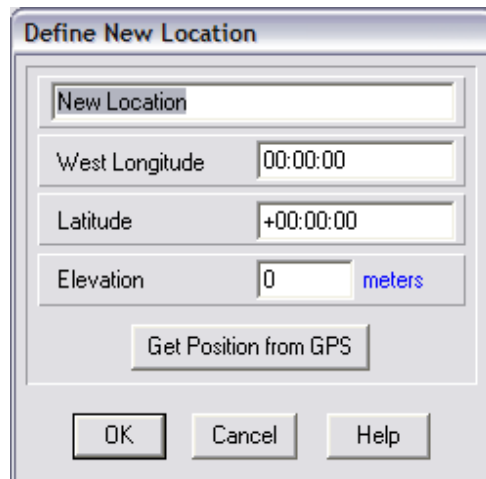 Define New Location
New Location
West Longitude 00:00:00
Latitude +00:00:00
Elevation 0 meters
Get Position from GPS
OK Cancel Help